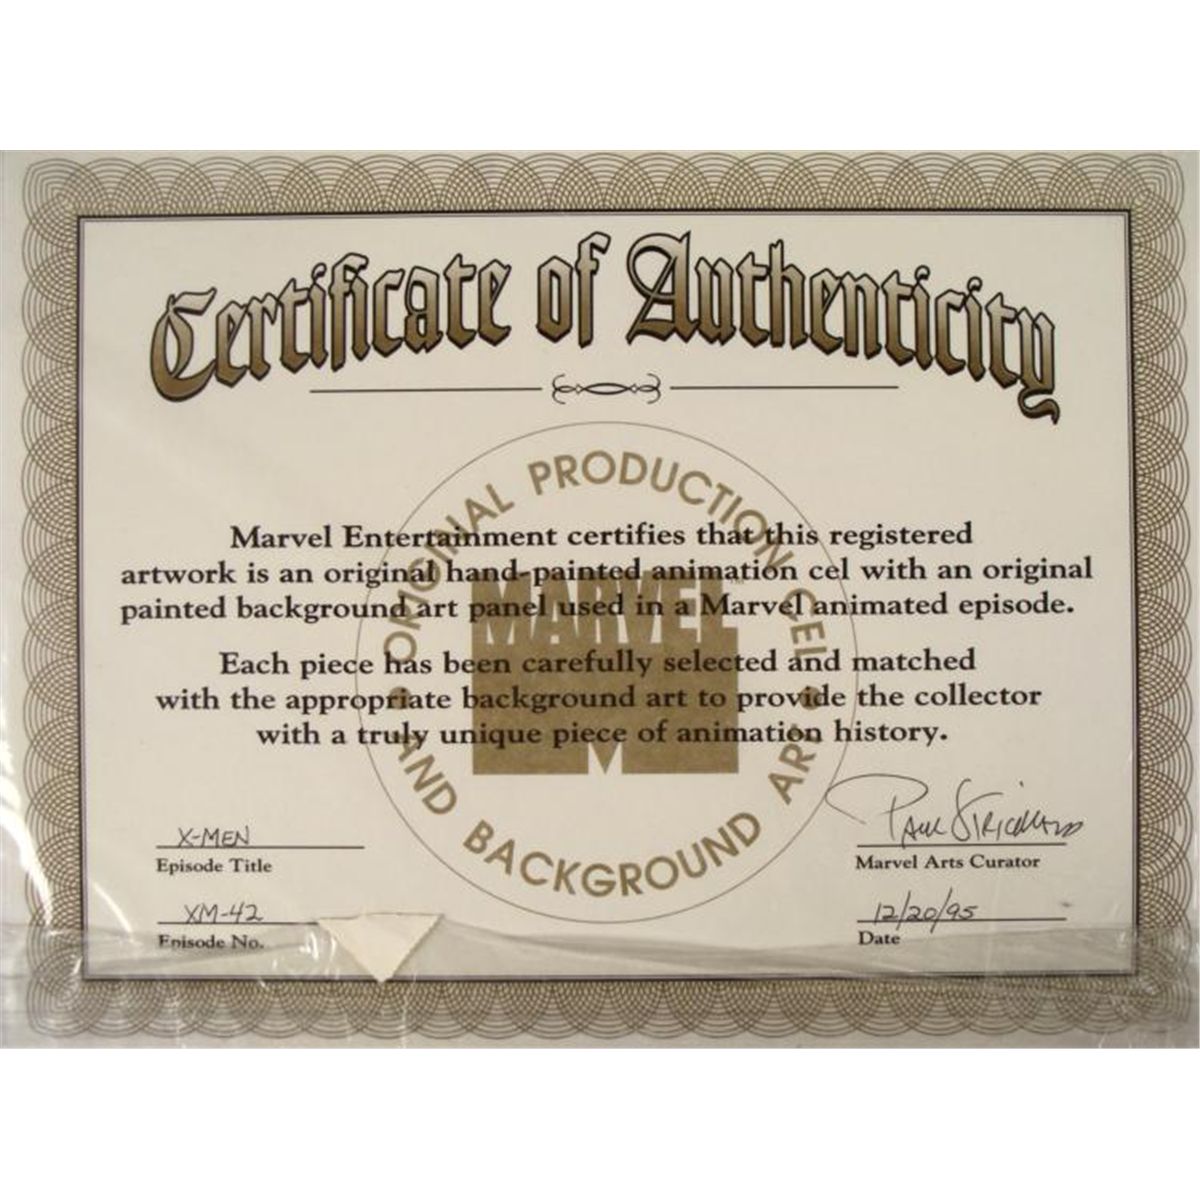 Certificate of Authenticity
ORIGINAL PRODUCTION CEL
AND BACKGROUND ART
MARVEL
Marvel Entertainment certifies that this registered
artwork is an original hand-painted animation cel with an original
painted background art panel used in a Marvel animated episode.
Each piece has been carefully selected and matched
with the appropriate background art to provide the collector
with a truly unique piece of animation history.
X-MEN
Episode Title
XM-42
Episode No.
Paul Strickland
Marvel Arts Curator
12/20/95
Date